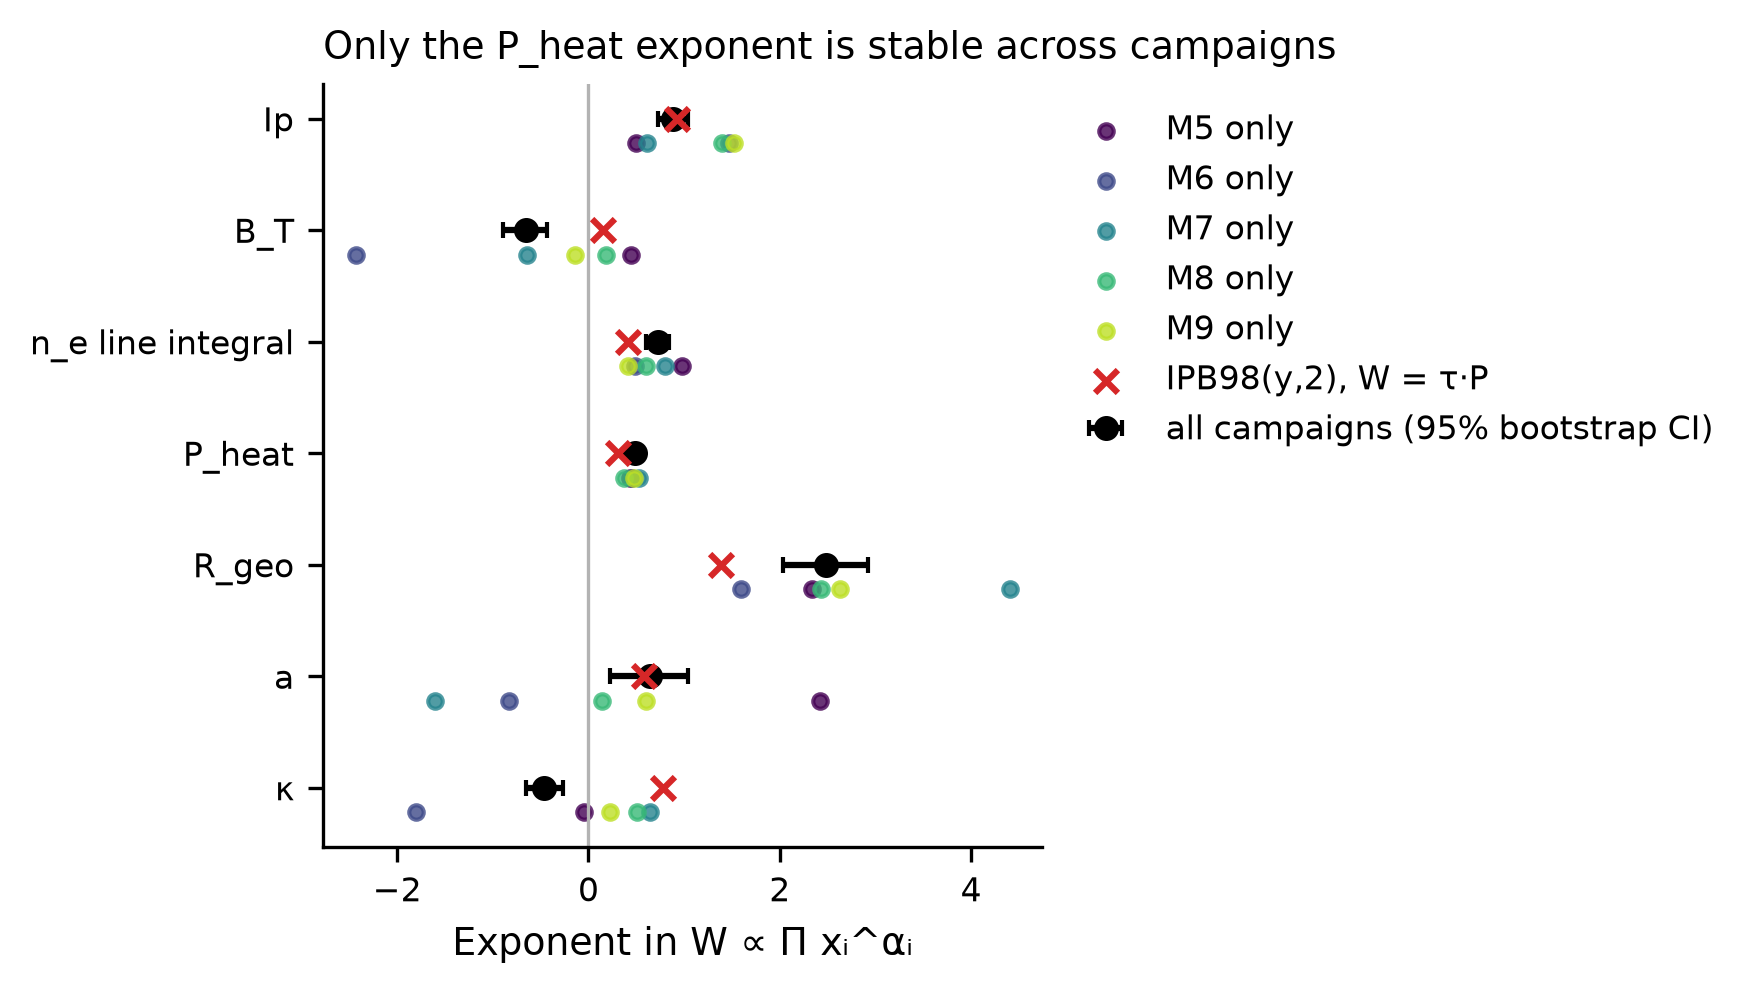 Only the P_heat exponent is stable across campaigns
Ip
B_T
n_e line integral
P_heat
R_geo
a
κ
−2
0
2
4
Exponent in W ∝ Π xᵢ^αᵢ
M5 only
M6 only
M7 only
M8 only
M9 only
IPB98(y,2), W = τ·P
all campaigns (95% bootstrap CI)